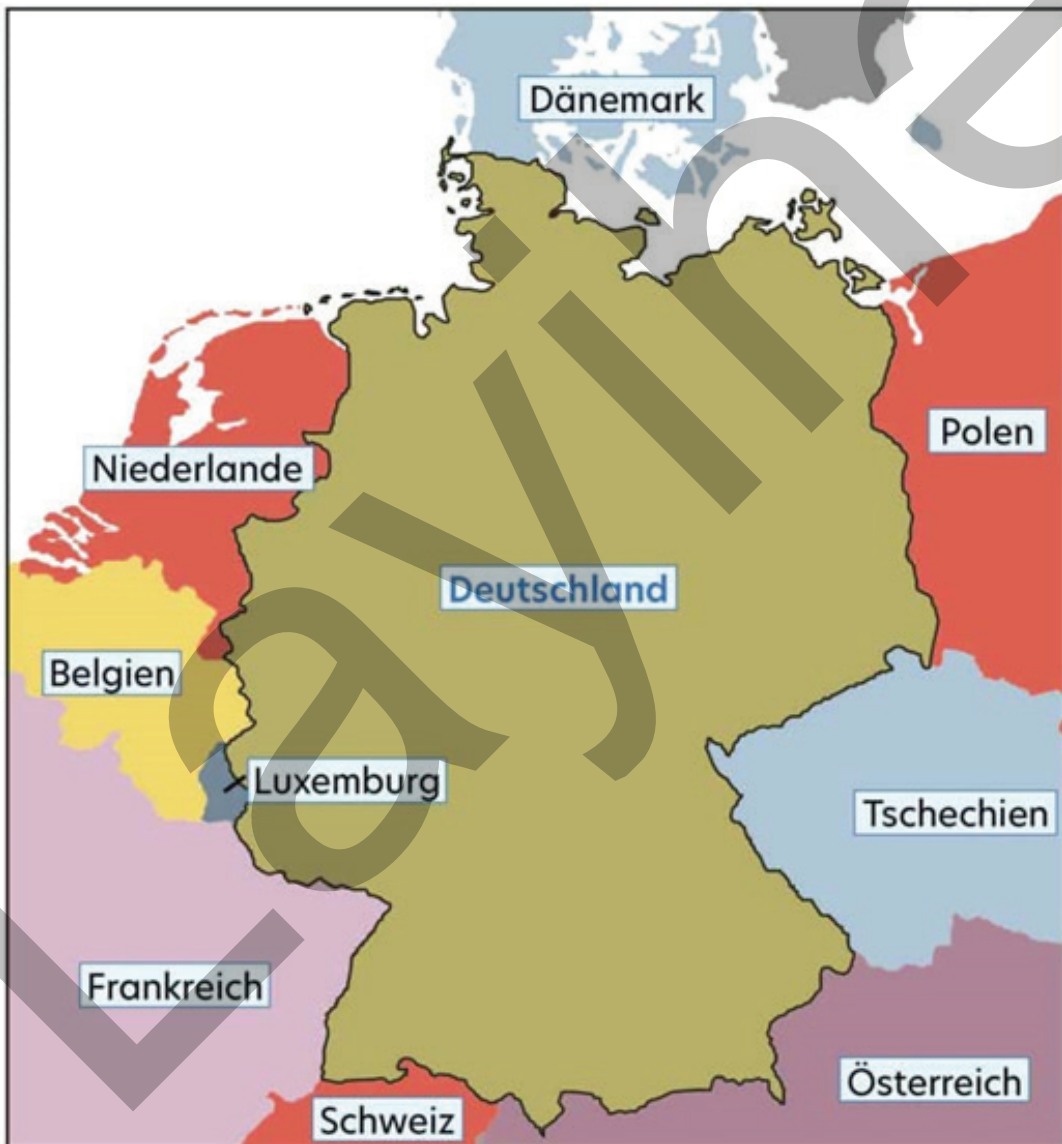 Dänemark
Polen
Niederlande
Deutschland
Belgien
Luxemburg
Tschechien
Frankreich
Österreich
Schweiz